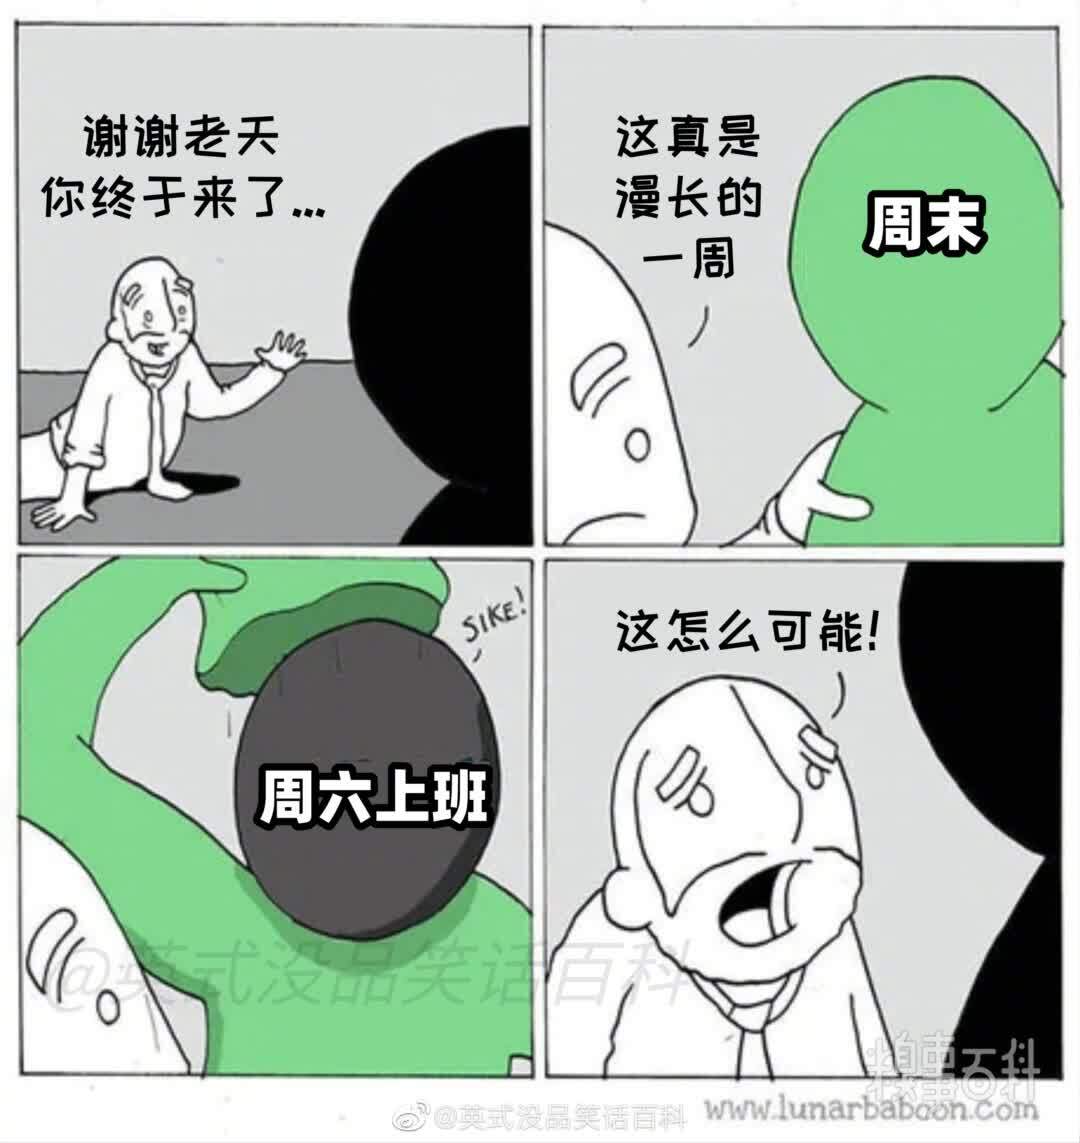 谢谢老天
你终于来了...
这真是
漫长的
一周
周末
SIKE!
周六上班
这怎么可能!
@英式没品笑话百科
糗事百科
@英式没品笑话百科
www.lunarbaboon.com